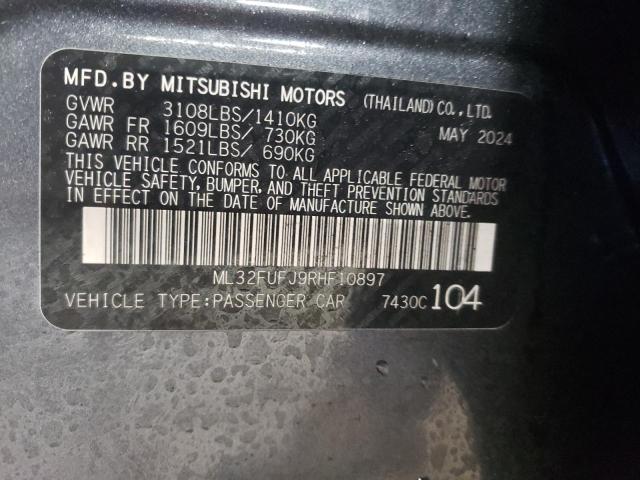 MFD.BY MITSUBISHI MOTORS (THAILAND) CO., LTD.
GVWR 3108LBS/1410KG MAY 2024
GAWR FR 1609LBS/ 730KG
GAWR RR 1521LBS/ 690KG
THIS VEHICLE CONFORMS TO ALL APPLICABLE FEDERAL MOTOR
VEHICLE SAFETY, BUMPER, AND THEFT PREVENTION STANDARDS
IN EFFECT ON THE DATE OF MANUFACTURE SHOWN ABOVE.
ML32FUFJ9RHF10897
VEHICLE TYPE:PASSENGER CAR 7430C 104